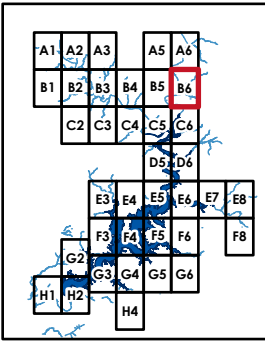 A1 A2 A3 A5 A6
B1 B2 B3 B4 B5 B6
C2 C3 C4 C5 C6
D5 D6
E3 E4 E5 E6 E7 E8
F3 F4 F5 F6 F8
G2
G3 G4 G5 G6
H1 H2
H4